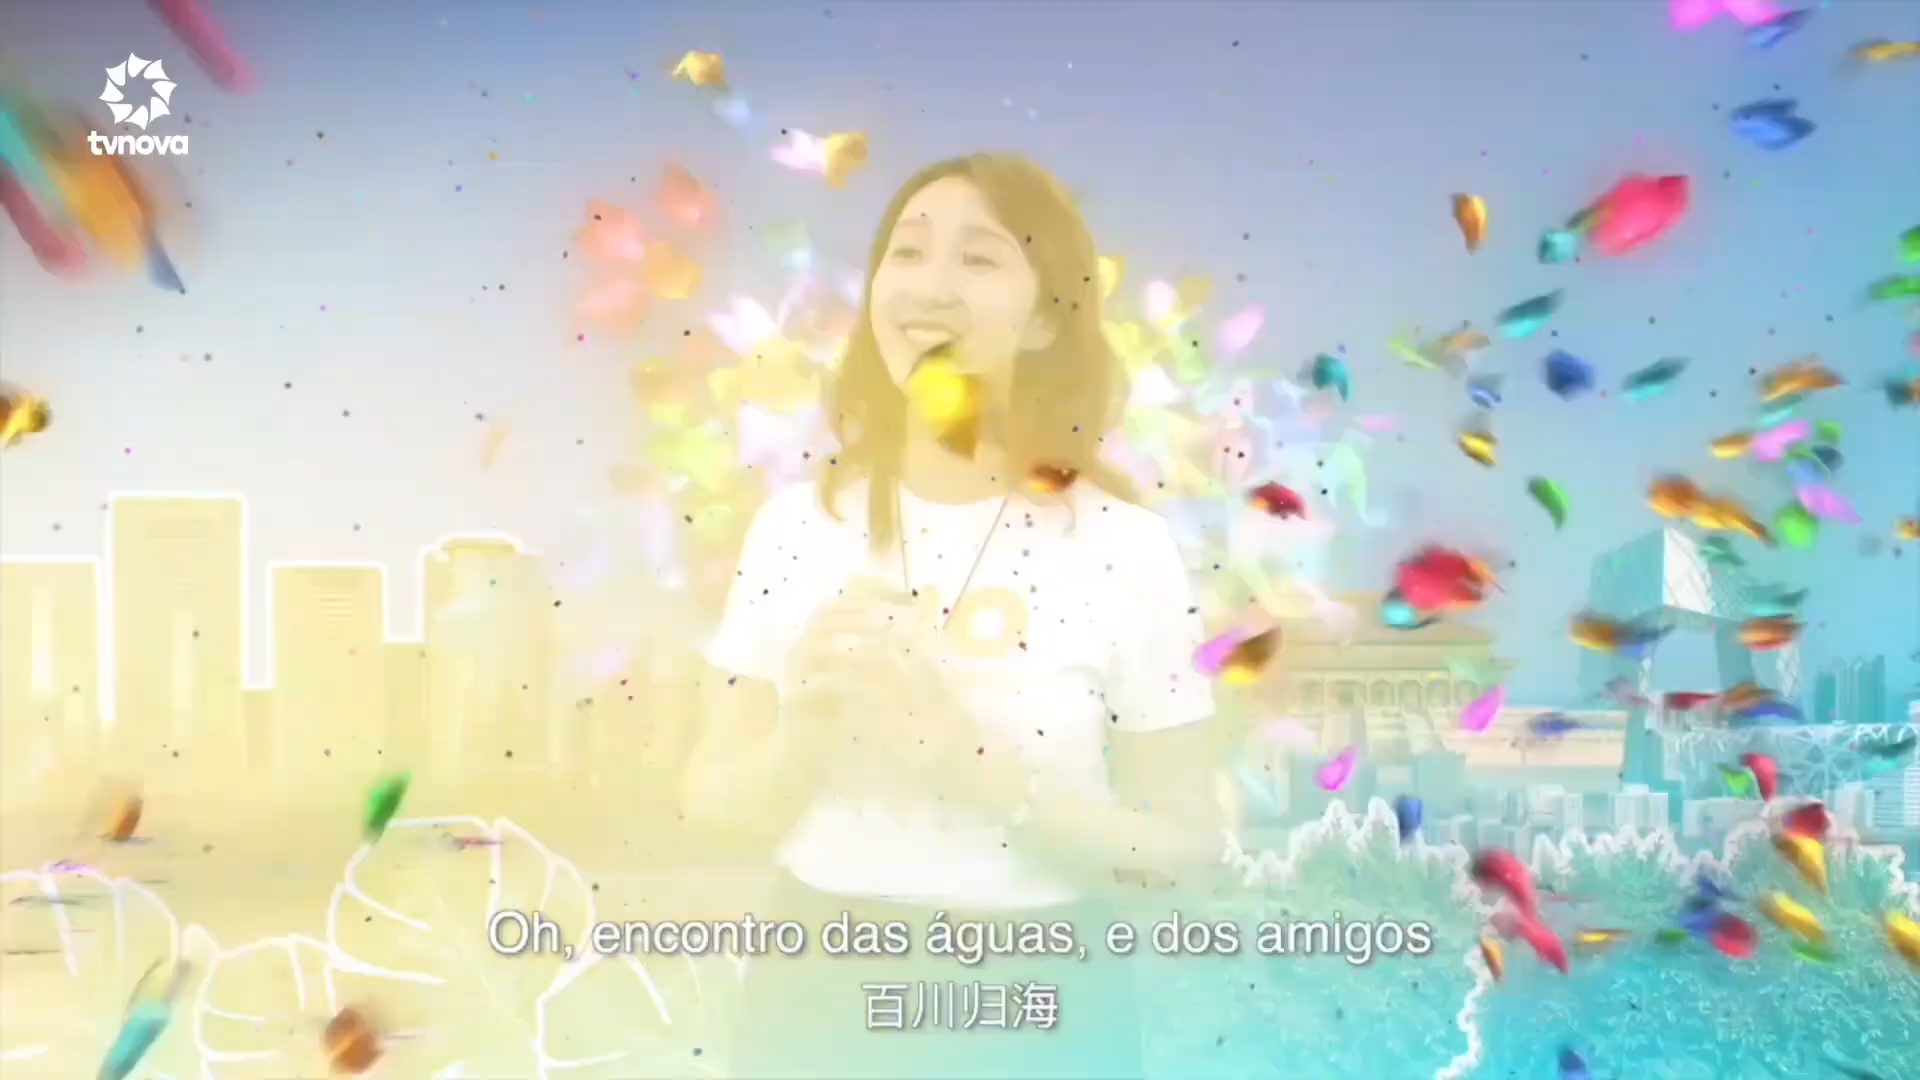 tvnova
Oh, encontro das águas, e dos amigos
百川归海